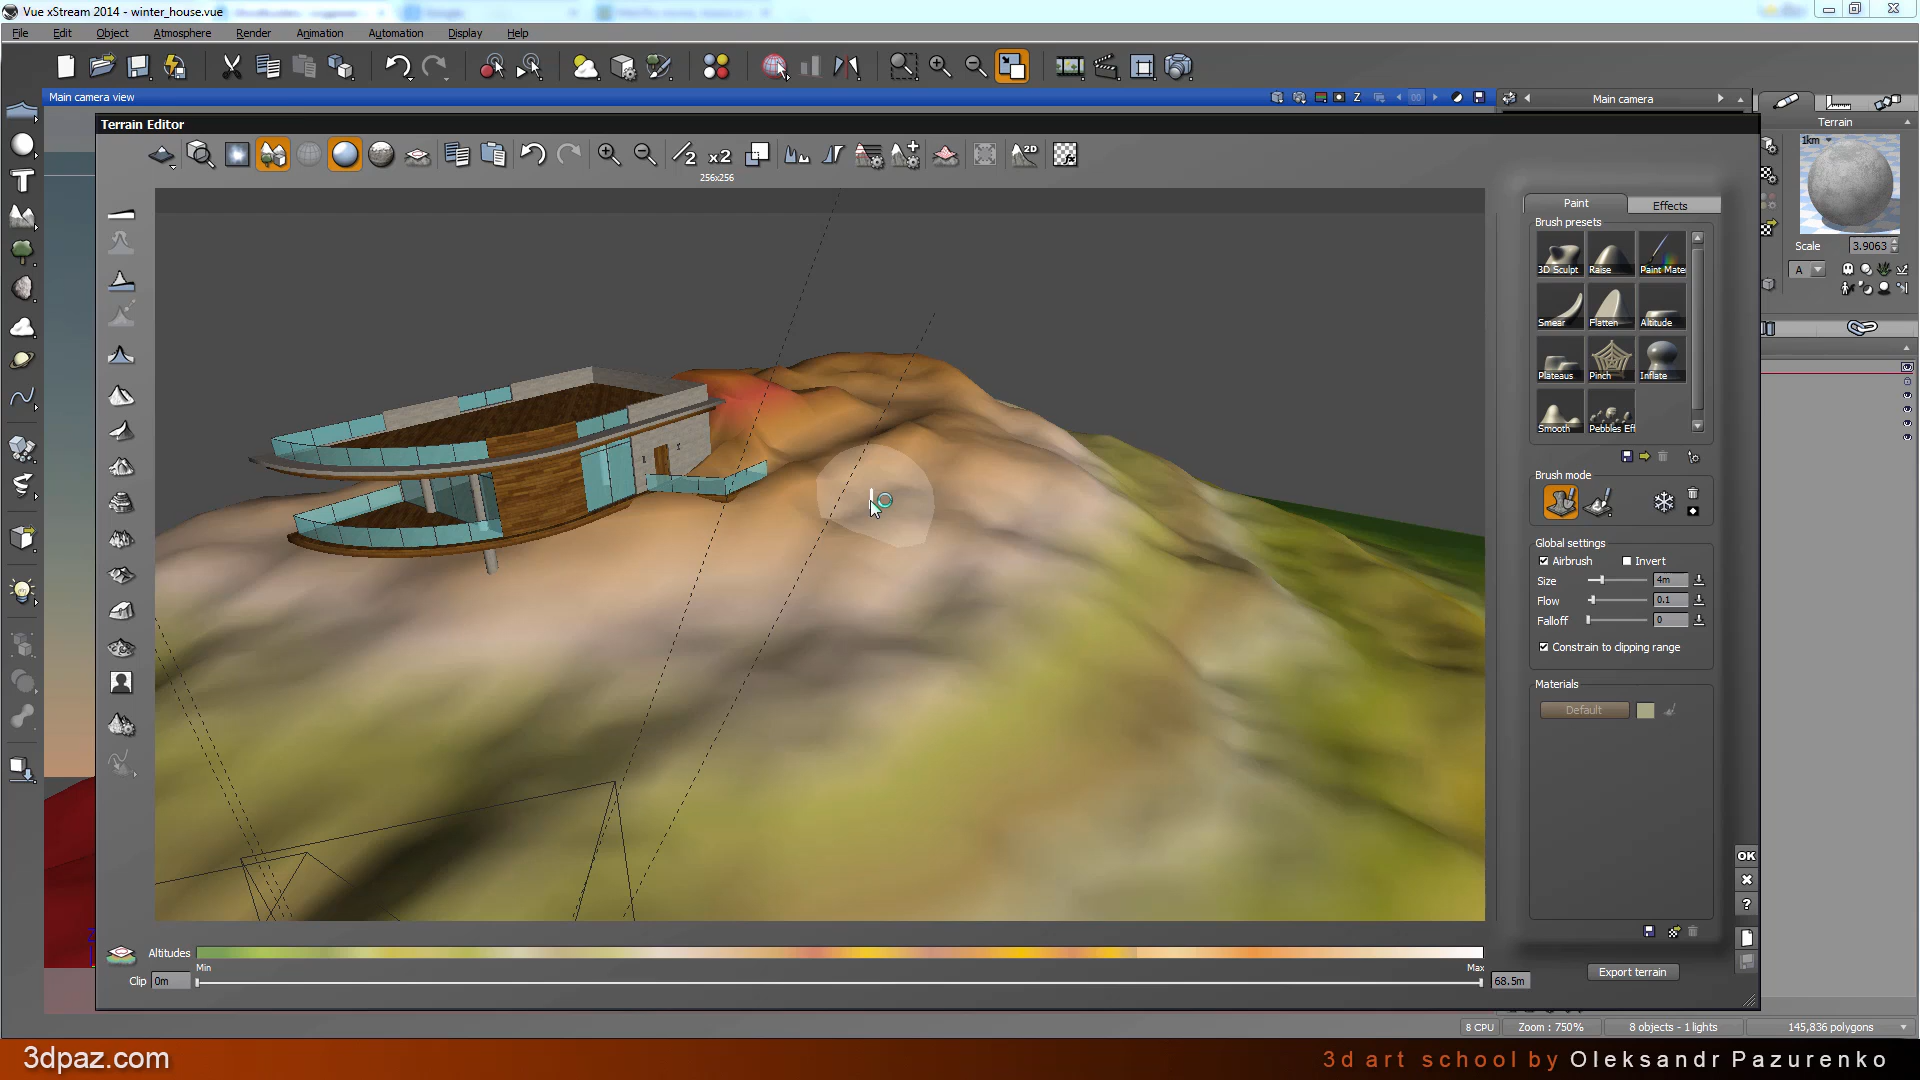 Vue xStream 2014 - winter_house.vue
File Edit Object Atmosphere Render Animation Automation Display Help
Main camera view
Z
Main camera
Terrain Editor
Terrain
1km
/2 x2
2D
256x256
Paint Effects
Brush presets
3D Sculpt Raise Paint Mate
Smear Flatten Altitude
Plateaus Pinch Inflate
Smooth Pebbles Eff
Scale 3.9063
A
Brush mode
Global settings
Airbrush Invert
Size 4m
Flow 0.1
Falloff 0
Constrain to clipping range
Materials
Default
OK
?
Altitudes
Min Max
Clip 0m 68.5m
Export terrain
8 CPU Zoom : 750% 8 objects - 1 lights 145,836 polygons
3dpaz.com
3d art school by Oleksandr Pazurenko